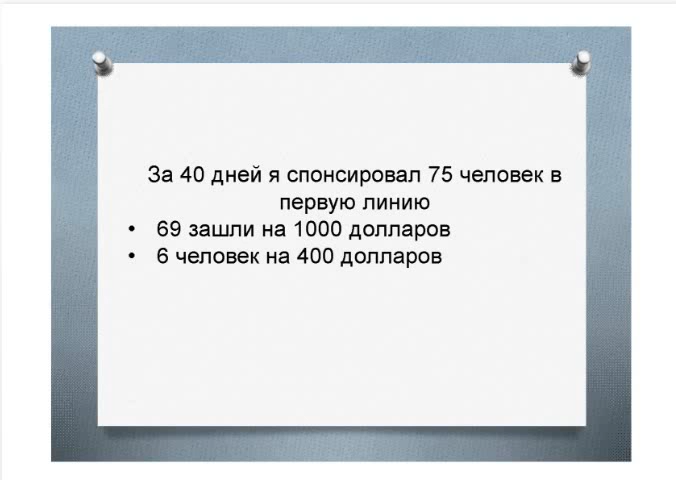 За 40 дней я спонсировал 75 человек в
первую линию
• 69 зашли на 1000 долларов
• 6 человек на 400 долларов